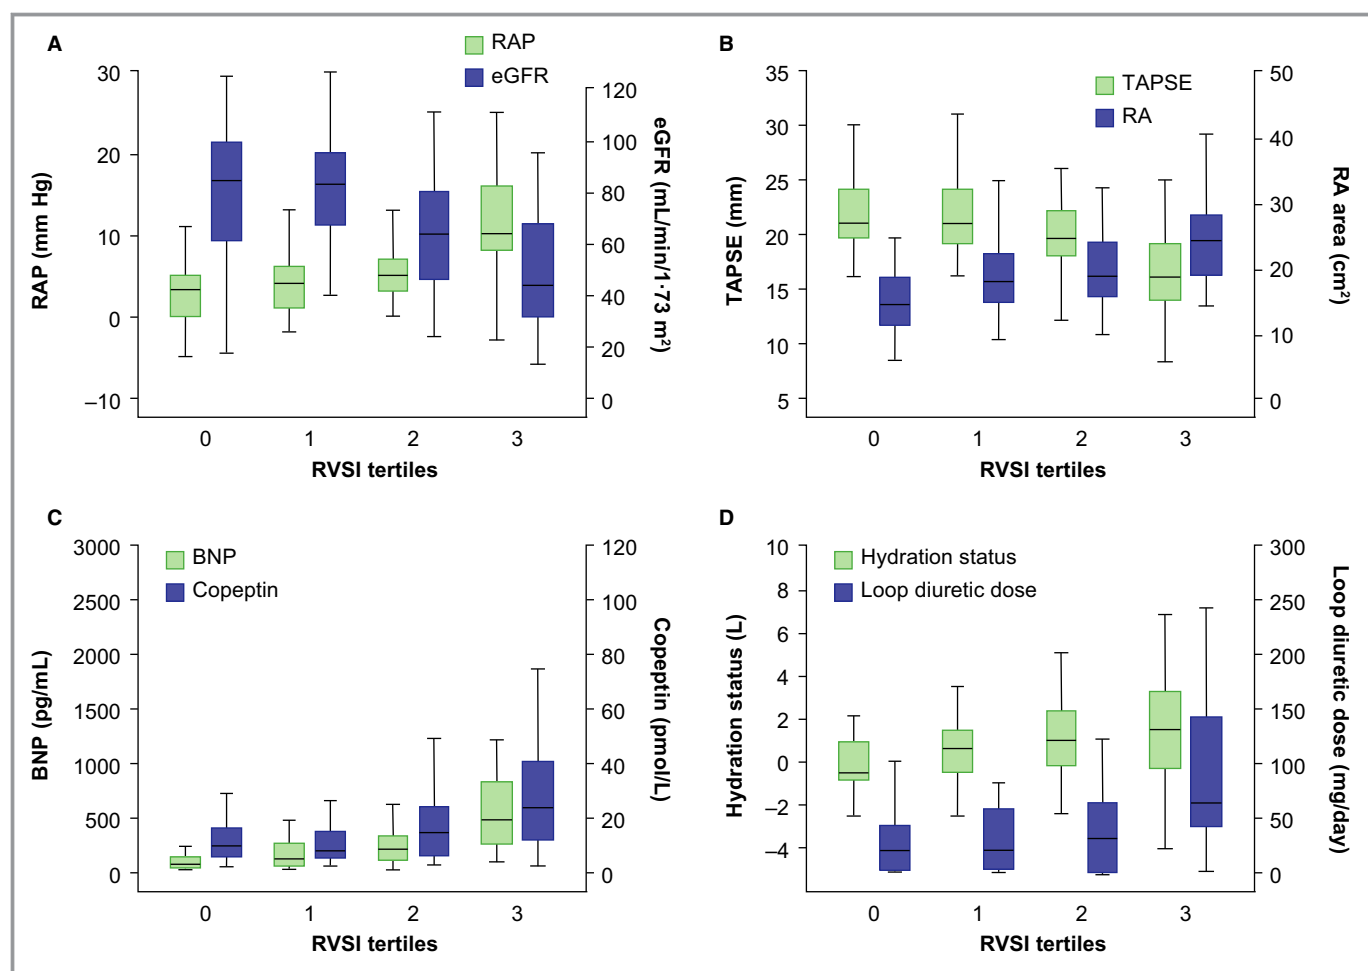 A
RAP
eGFR
30
20
10
0
–10
RAP (mm Hg)
120
100
80
60
40
20
0
eGFR (mL/min/1·73 m²)
0 1 2 3
RVSI tertiles
B
TAPSE
RA
35
30
25
20
15
10
5
TAPSE (mm)
50
40
30
20
10
0
RA area (cm²)
0 1 2 3
RVSI tertiles
C
BNP
Copeptin
3000
2500
2000
1500
1000
500
0
BNP (pg/mL)
120
100
80
60
40
20
0
Copeptin (pmol/L)
0 1 2 3
RVSI tertiles
D
Hydration status
Loop diuretic dose
10
8
6
4
2
0
–2
–4
Hydration status (L)
300
250
200
150
100
50
0
Loop diuretic dose (mg/day)
0 1 2 3
RVSI tertiles